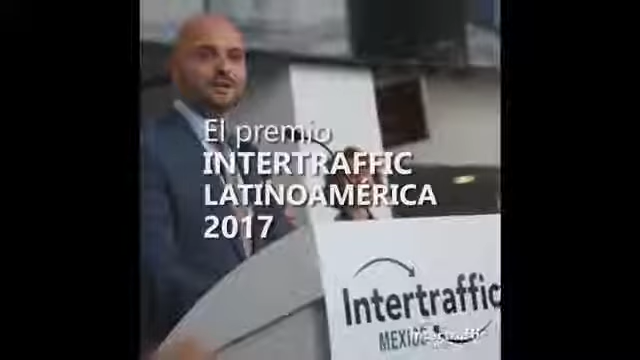 El premio
INTERTRAFFIC
LATINOAMÉRICA
2017
Intertraffic
MEXICO